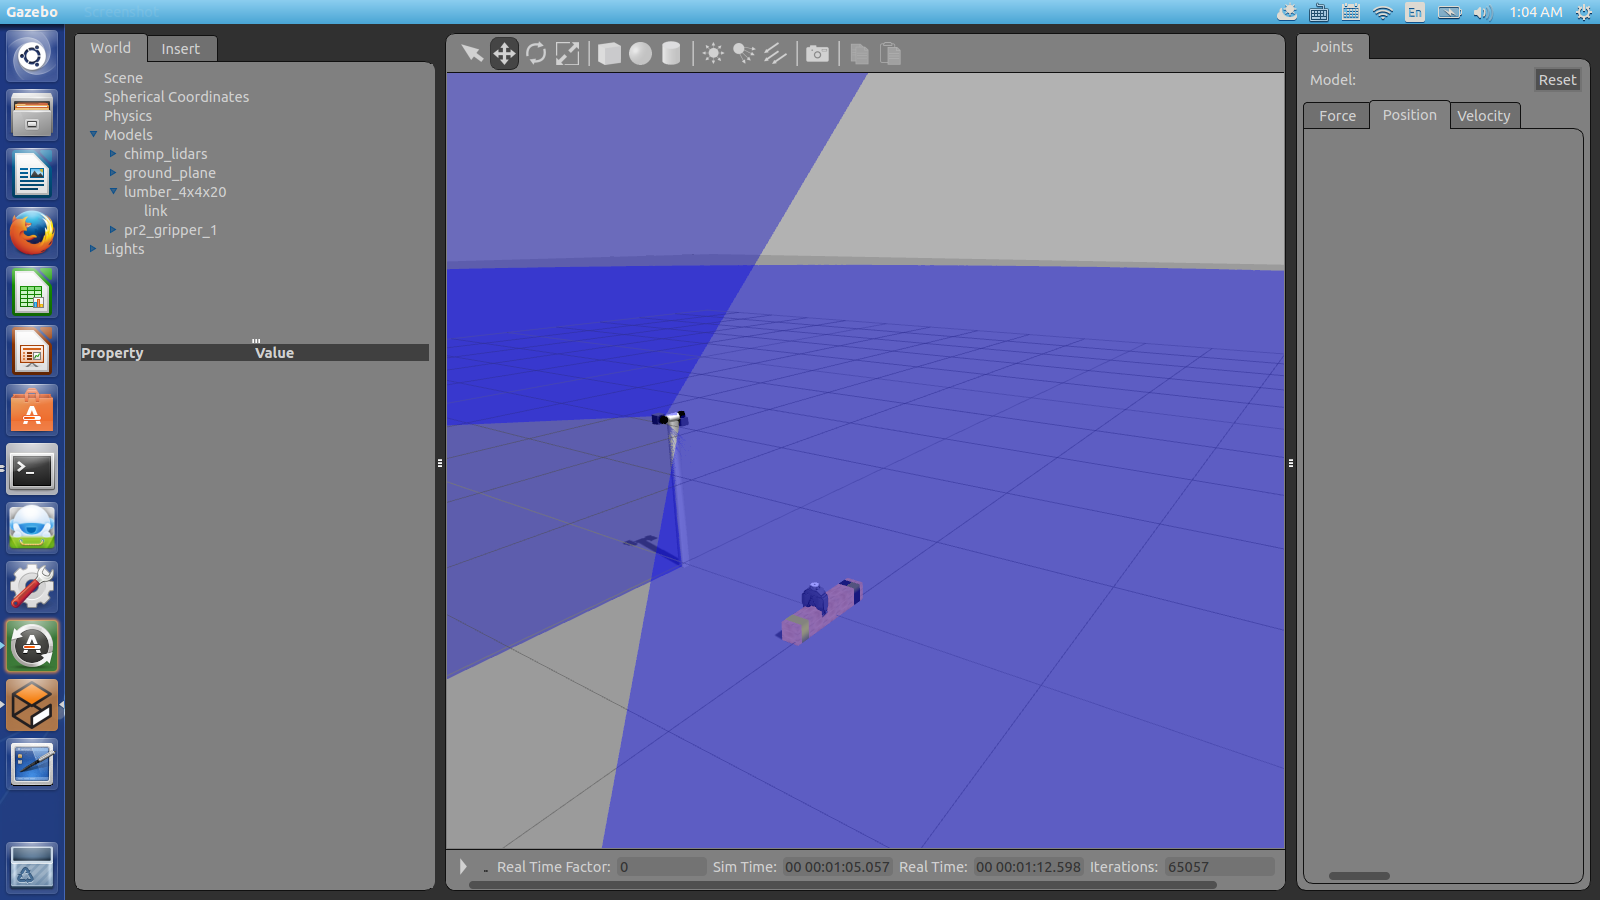 Gazebo
Screenshot
En
1:04 AM
World Insert
Scene
Spherical Coordinates
Physics
Models
chimp_lidars
ground_plane
lumber_4x4x20
link
pr2_gripper_1
Lights
Property Value
Joints
Model: Reset
Force Position Velocity
Real Time Factor: 0 Sim Time: 00 00:01:05.057 Real Time: 00 00:01:12.598 Iterations: 65057